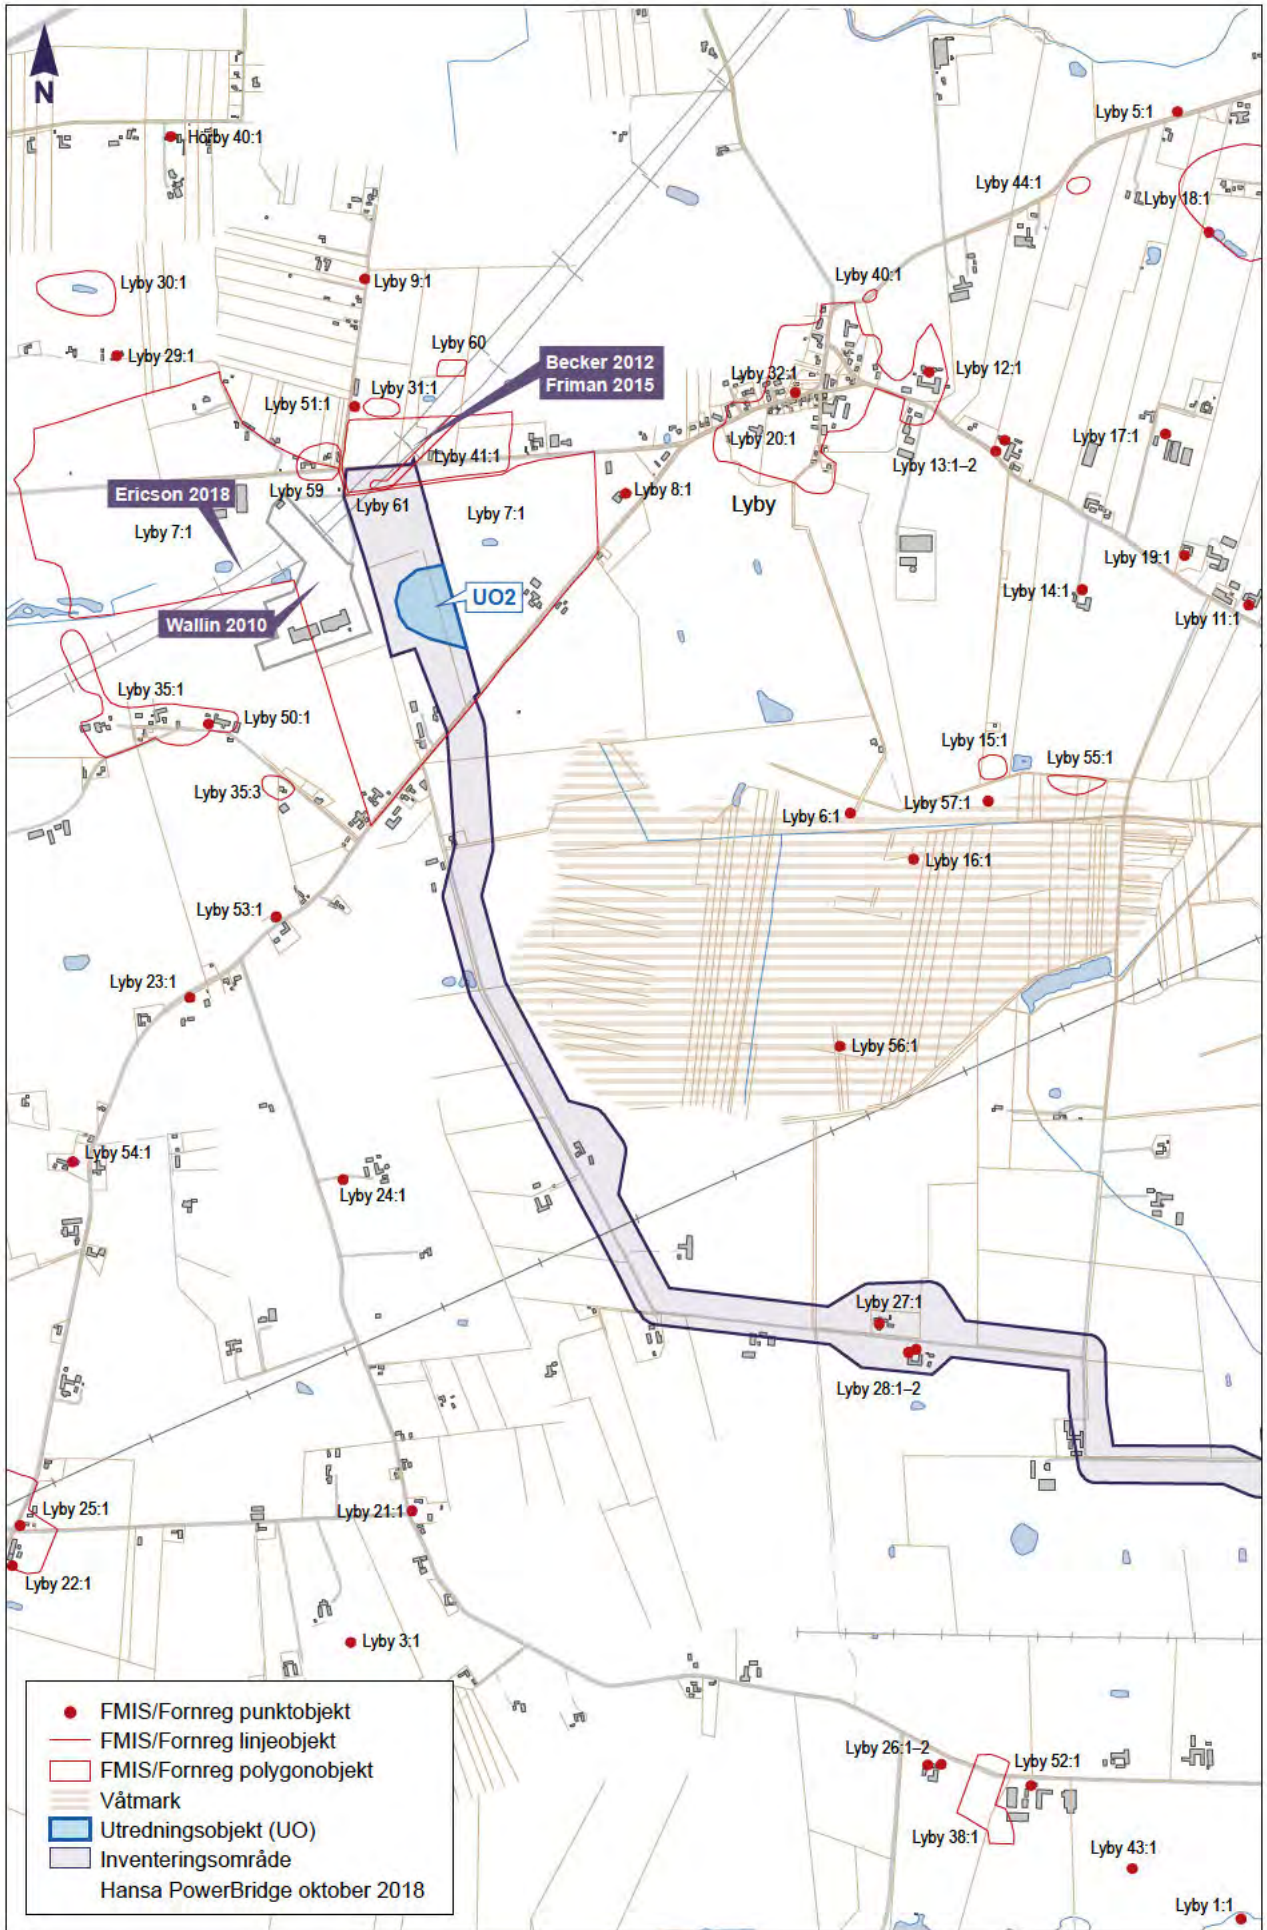 N
Lyby 5:1
Hörby 40:1
Lyby 44:1
Lyby 18:1
Lyby 30:1
Lyby 9:1
Lyby 40:1
Lyby 29:1
Lyby 60
Becker 2012
Friman 2015
Lyby 32:1
Lyby 12:1
Lyby 51:1
Lyby 31:1
Lyby 20:1
Lyby 17:1
Lyby 41:1
Lyby 13:1–2
Lyby 59
Ericson 2018
Lyby 61
Lyby 7:1
Lyby 8:1
Lyby
Lyby 7:1
Lyby 19:1
UO2
Lyby 14:1
Lyby 11:1
Wallin 2010
Lyby 35:1
Lyby 50:1
Lyby 15:1
Lyby 55:1
Lyby 35:3
Lyby 6:1
Lyby 57:1
Lyby 16:1
Lyby 53:1
Lyby 23:1
Lyby 56:1
Lyby 54:1
Lyby 24:1
Lyby 27:1
Lyby 28:1–2
Lyby 25:1
Lyby 21:1
Lyby 22:1
Lyby 3:1
FMIS/Fornreg punktobjekt
FMIS/Fornreg linjeobjekt
FMIS/Fornreg polygonobjekt
Våtmark
Utredningsobjekt (UO)
Inventeringsområde
Hansa PowerBridge oktober 2018
Lyby 26:1–2
Lyby 52:1
Lyby 38:1
Lyby 43:1
Lyby 1:1